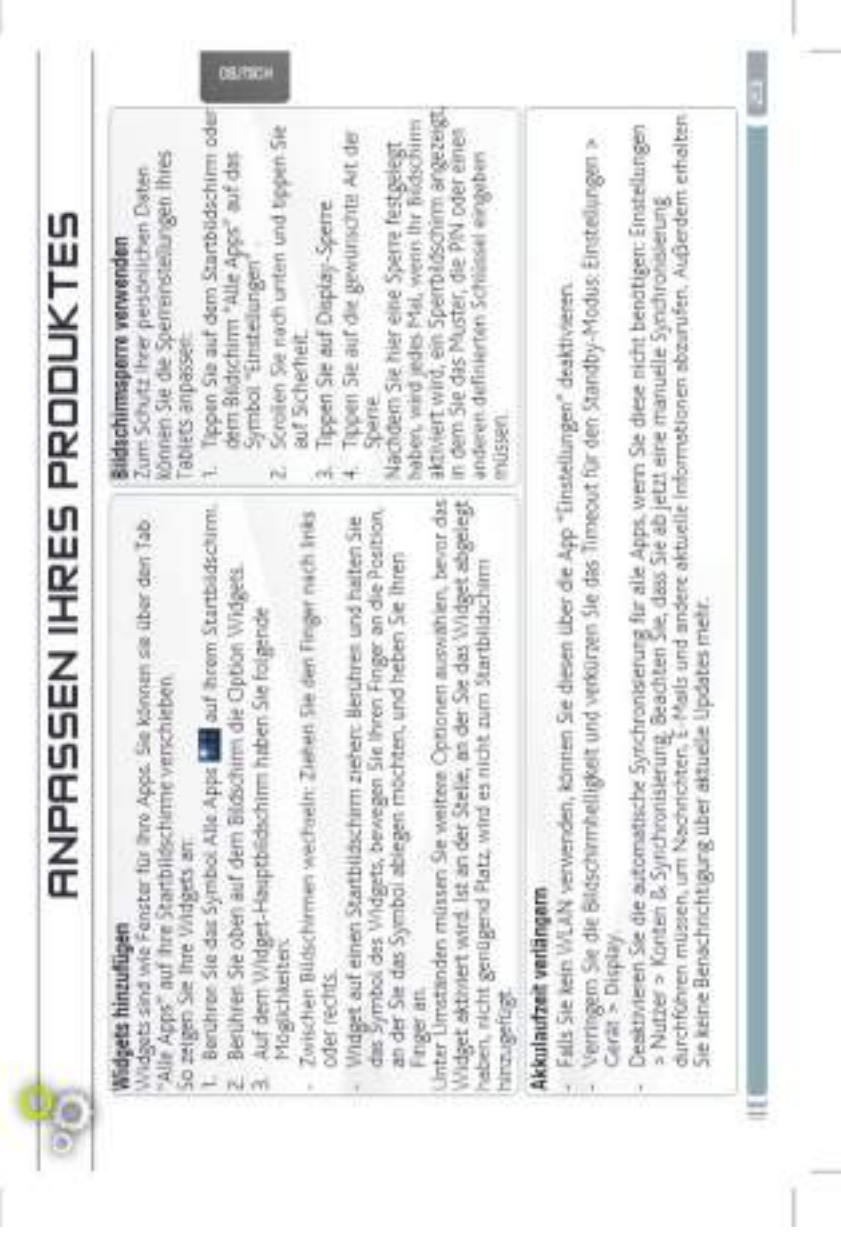 ANPASSEN IHRES PRODUKTES
DEUTSCH
Widgets hinzufügen
Widgets sind wie Fenster für Ihre Apps. Sie können sie über den Tab
"Alle Apps" auf Ihre Startbildschirme verschieben.
So zeigen Sie Ihre Widgets an:
1. Berühren Sie das Symbol Alle Apps auf Ihrem Startbildschirm.
2. Berühren Sie oben auf dem Bildschirm die Option Widgets.
3. Auf dem Widget-Hauptbildschirm haben Sie folgende
Möglichkeiten:
- Zwischen Bildschirmen wechseln: Ziehen Sie den Finger nach links
oder rechts.
- Widget auf einen Startbildschirm ziehen: Berühren und halten Sie
das Symbol des Widgets, bewegen Sie Ihren Finger an die Position,
an der Sie das Symbol ablegen möchten, und heben Sie Ihren
Finger an.
Unter Umständen müssen Sie weitere Optionen auswählen, bevor das
Widget aktiviert wird. Ist an der Stelle, an der Sie das Widget abgelegt
haben, nicht genügend Platz, wird es nicht zum Startbildschirm
hinzugefügt.
Bildschirmsperre verwenden
Zum Schutz Ihrer persönlichen Daten
können Sie die Sperreinstellungen Ihres
Tablets anpassen:
1. Tippen Sie auf dem Startbildschirm oder
dem Bildschirm "Alle Apps" auf das
Symbol "Einstellungen" .
2. Scrollen Sie nach unten und tippen Sie
auf Sicherheit.
3. Tippen Sie auf Display-Sperre.
4. Tippen Sie auf die gewünschte Art der
Sperre.
Nachdem Sie hier eine Sperre festgelegt
haben, wird jedes Mal, wenn Ihr Bildschirm
aktiviert wird, ein Sperrbildschirm angezeigt,
in dem Sie das Muster, die PIN oder einen
anderen definierten Schlüssel eingeben
müssen.
Akkulaufzeit verlängern
- Falls Sie kein WLAN verwenden, können Sie diesen über die App "Einstellungen" deaktivieren.
- Verringern Sie die Bildschirmhelligkeit und verkürzen Sie das Timeout für den Standby-Modus: Einstellungen >
Gerät > Display.
- Deaktivieren Sie die automatische Synchronisierung für alle Apps, wenn Sie diese nicht benötigen: Einstellungen
> Nutzer > Konten & Synchronisierung. Beachten Sie, dass Sie ab jetzt eine manuelle Synchronisierung
durchführen müssen, um Nachrichten, E-Mails und andere aktuelle Informationen abzurufen. Außerdem erhalten
Sie keine Benachrichtigung über aktuelle Updates mehr.